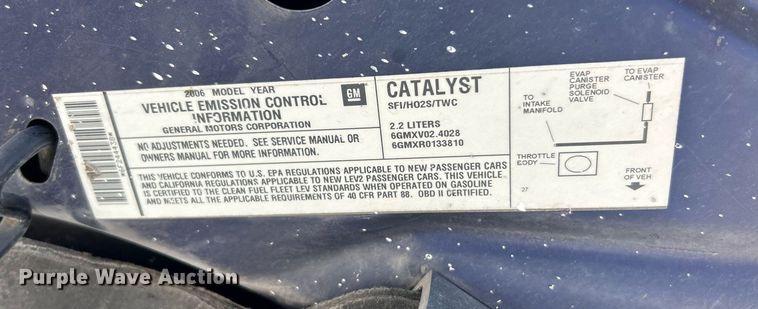 2006 MODEL YEAR
VEHICLE EMISSION CONTROL
INFORMATION
GENERAL MOTORS CORPORATION
GM
NO ADJUSTMENTS NEEDED. SEE SERVICE MANUAL OR
OWNERS MANUAL FOR MORE INFORMATION.
CATALYST
SFI/HO2S/TWC
2.2 LITERS
6GMXV02.4028
6GMXR0133810
THIS VEHICLE CONFORMS TO U.S. EPA REGULATIONS APPLICABLE TO NEW PASSENGER CARS
AND CALIFORNIA REGULATIONS APPLICABLE TO NEW LEV2 PASSENGER CARS. THIS VEHICLE
IS CERTIFIED TO THE CLEAN FUEL FLEET LEV STANDARDS WHEN OPERATED ON GASOLINE
AND MEETS ALL THE APPLICABLE REQUIREMENTS OF 40 CFR PART 88. OBD II CERTIFIED.
EVAP
CANISTER
PURGE
SOLENOID
VALVE
TO EVAP
CANISTER
TO
INTAKE
MANIFOLD
THROTTLE
BODY
FRONT
OF VEH
27
Purple Wave Auction